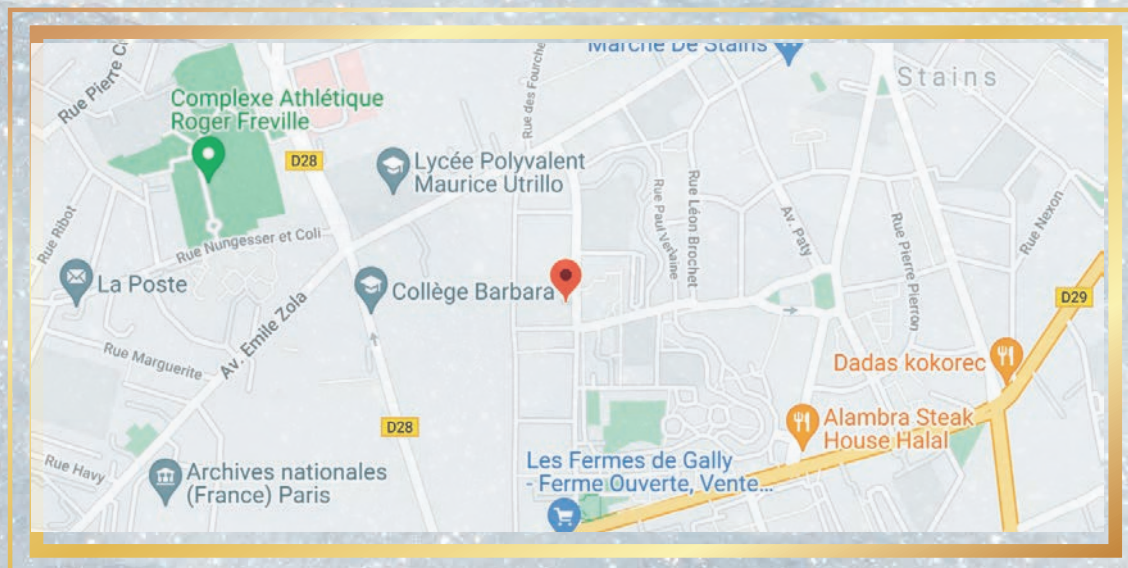 Marché De Stains
Stains
Rue Pierre C
Rue des Fourche
Complexe Athlétique
Roger Freville
D28
Lycée Polyvalent
Maurice Utrillo
Rue Paul Verlaine
Rue Léon Brochet
Av. Paty
Rue Pierre Pierron
Rue Nexon
Rue Ribot
Rue Nungesser et Coli
La Poste
Collège Barbara
D29
Av. Emile Zola
Rue Marguerite
Dadas kokorec
D28
Alambra Steak
House Halal
Rue Havy
Archives nationales
(France) Paris
Les Fermes de Gally
- Ferme Ouverte, Vente...